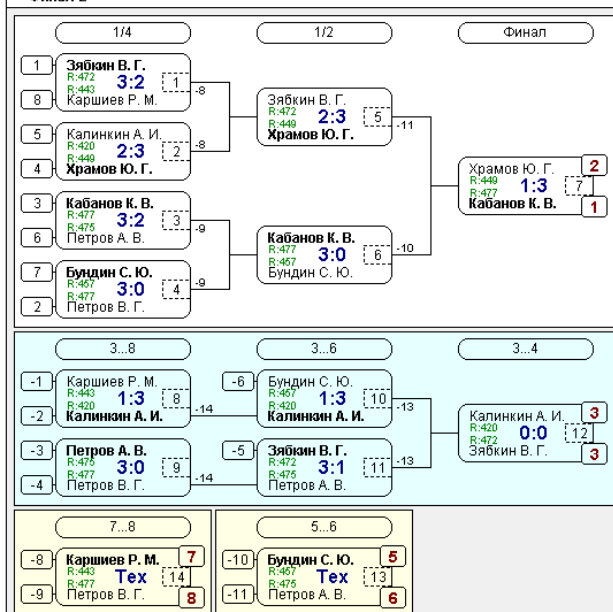 1/4
1/2
Финал
1
Зябкин В. Г.
R:472
R:443
3:2
1
8
Каршиев Р. М.
-8
5
Калинкин А. И.
R:420
R:449
2:3
2
4
Храмов Ю. Г.
-8
3
Кабанов К. В.
R:477
R:475
3:2
3
6
Петров А. В.
-9
7
Бундин С. Ю.
R:457
R:477
3:0
4
2
Петров В. Г.
-9
Зябкин В. Г.
R:472
R:449
2:3
5
Храмов Ю. Г.
-11
Кабанов К. В.
R:477
R:457
3:0
6
Бундин С. Ю.
-10
Храмов Ю. Г.
2
R:449
R:477
1:3
7
Кабанов К. В.
1
3...8
3...6
3...4
-1
Каршиев Р. М.
R:443
R:420
1:3
8
-2
Калинкин А. И.
-14
-3
Петров А. В.
R:475
R:477
3:0
9
-4
Петров В. Г.
-14
-6
Бундин С. Ю.
R:457
R:420
1:3
10
Калинкин А. И.
-13
-5
Зябкин В. Г.
R:472
R:475
3:1
11
Петров А. В.
-13
Калинкин А. И.
3
R:420
R:472
0:0
12
Зябкин В. Г.
3
7...8
5...6
-8
Каршиев Р. М.
7
R:443
R:477
Тех
14
-9
Петров В. Г.
8
-10
Бундин С. Ю.
5
R:457
R:475
Тех
13
-11
Петров А. В.
6